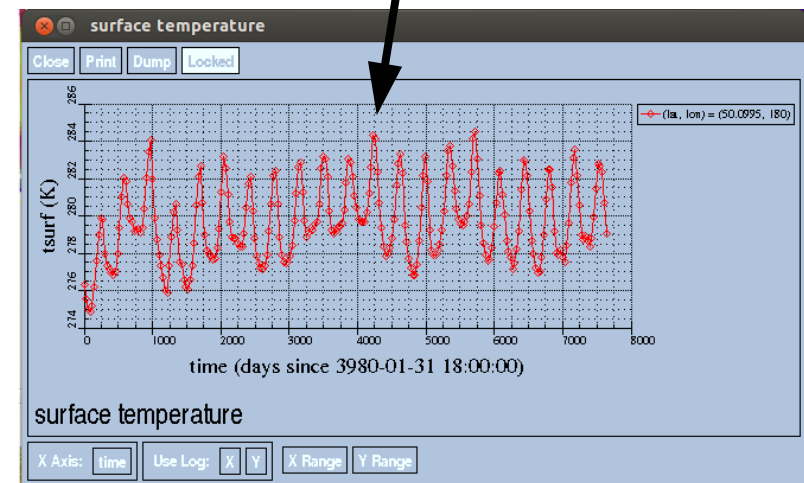 surface temperature
Close Print Dump Locked
286
284
282
280
278
276
274
tsurf (K)
0 1000 2000 3000 4000 5000 6000 7000 8000
time (days since 3980-01-31 18:00:00)
(lat, lon) = (50.0995, 180)
surface temperature
X Axis: time Use Log: X Y X Range Y Range